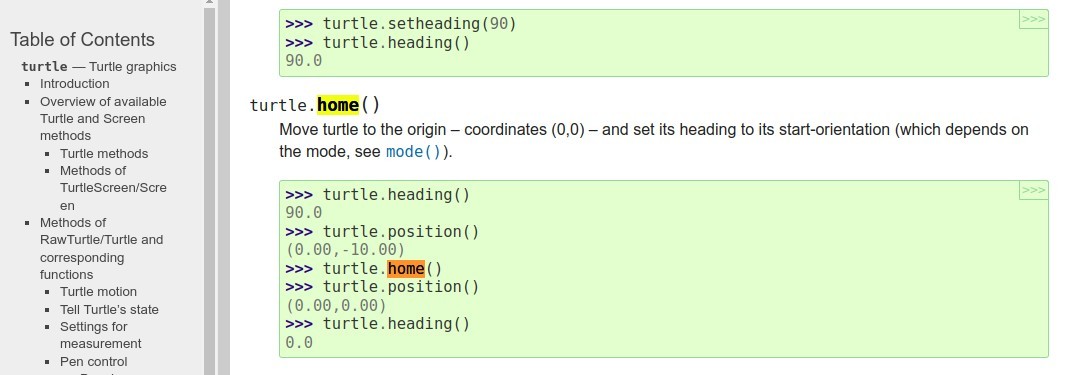 Table of Contents
turtle — Turtle graphics
Introduction
Overview of available
Turtle and Screen
methods
Turtle methods
Methods of
TurtleScreen/Scre
en
Methods of
RawTurtle/Turtle and
corresponding
functions
Turtle motion
Tell Turtle's state
Settings for
measurement
Pen control
>>> turtle.setheading(90)
>>>
>>> turtle.heading()
90.0
turtle.home()
Move turtle to the origin – coordinates (0,0) – and set its heading to its start-orientation (which depends on
the mode, see mode()).
>>> turtle.heading()
>>>
90.0
>>> turtle.position()
(0.00,-10.00)
>>> turtle.home()
>>> turtle.position()
(0.00,0.00)
>>> turtle.heading()
0.0